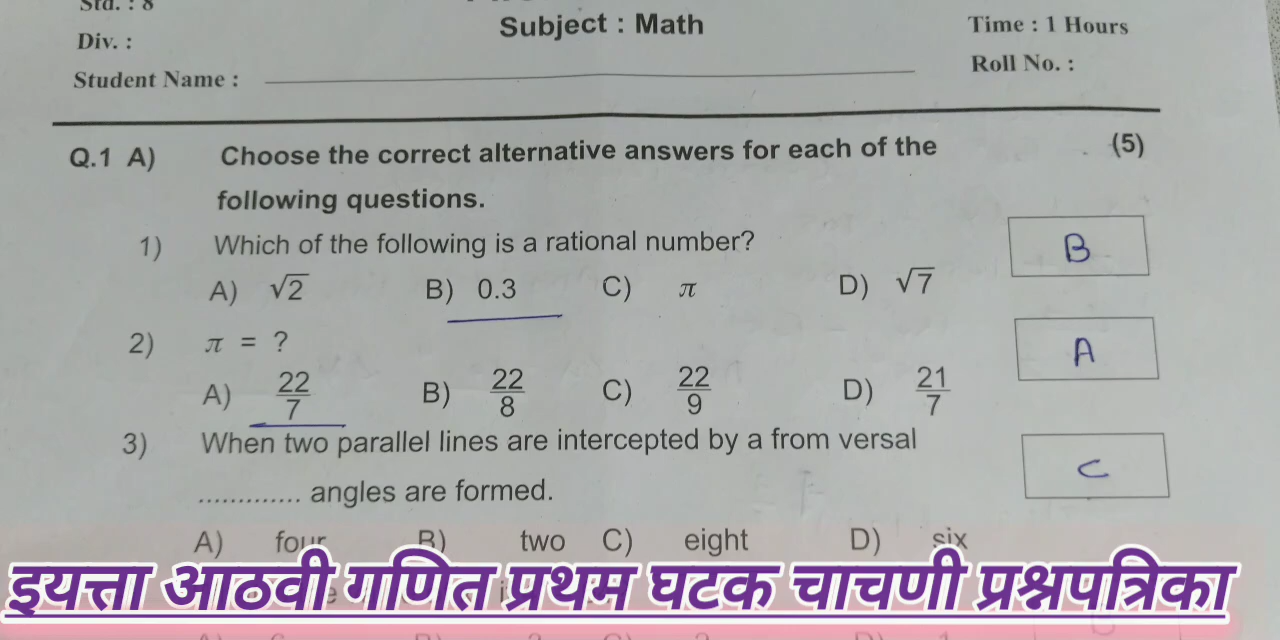 Std. : 8
Subject : Math
Time : 1 Hours
Div. :
Roll No. :
Student Name :
Q.1 A) Choose the correct alternative answers for each of the (5)
following questions.
1) Which of the following is a rational number? B
A) √2 B) 0.3 C) π D) √7
2) π = ? A
A) 22/7 B) 22/8 C) 22/9 D) 21/7
3) When two parallel lines are intercepted by a from versal
............. angles are formed. C
A) four B) two C) eight D) six
इयत्ता आठवी गणित प्रथम घटक चाचणी प्रश्नपत्रिका